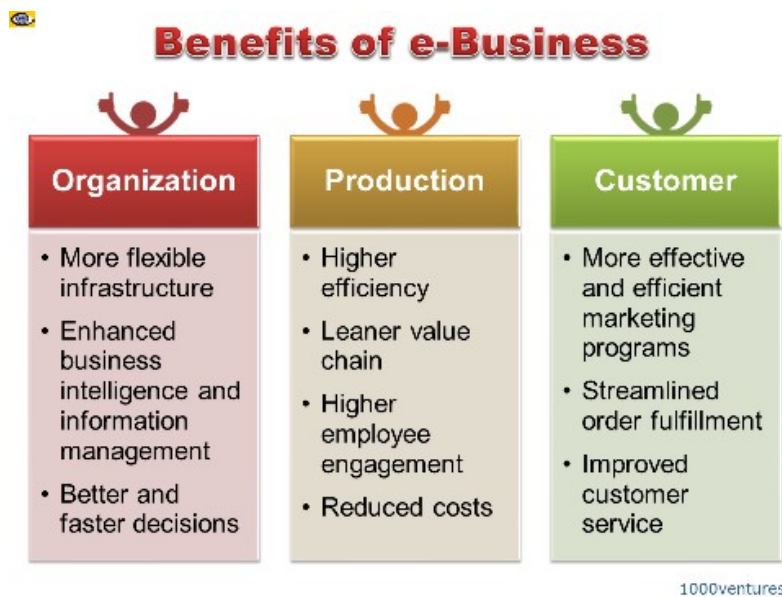 Benefits of e-Business
Organization
• More flexible
infrastructure
• Enhanced
business
intelligence and
information
management
• Better and
faster decisions
Production
• Higher
efficiency
• Leaner value
chain
• Higher
employee
engagement
• Reduced costs
Customer
• More effective
and efficient
marketing
programs
• Streamlined
order fulfillment
• Improved
customer
service
1000ventures